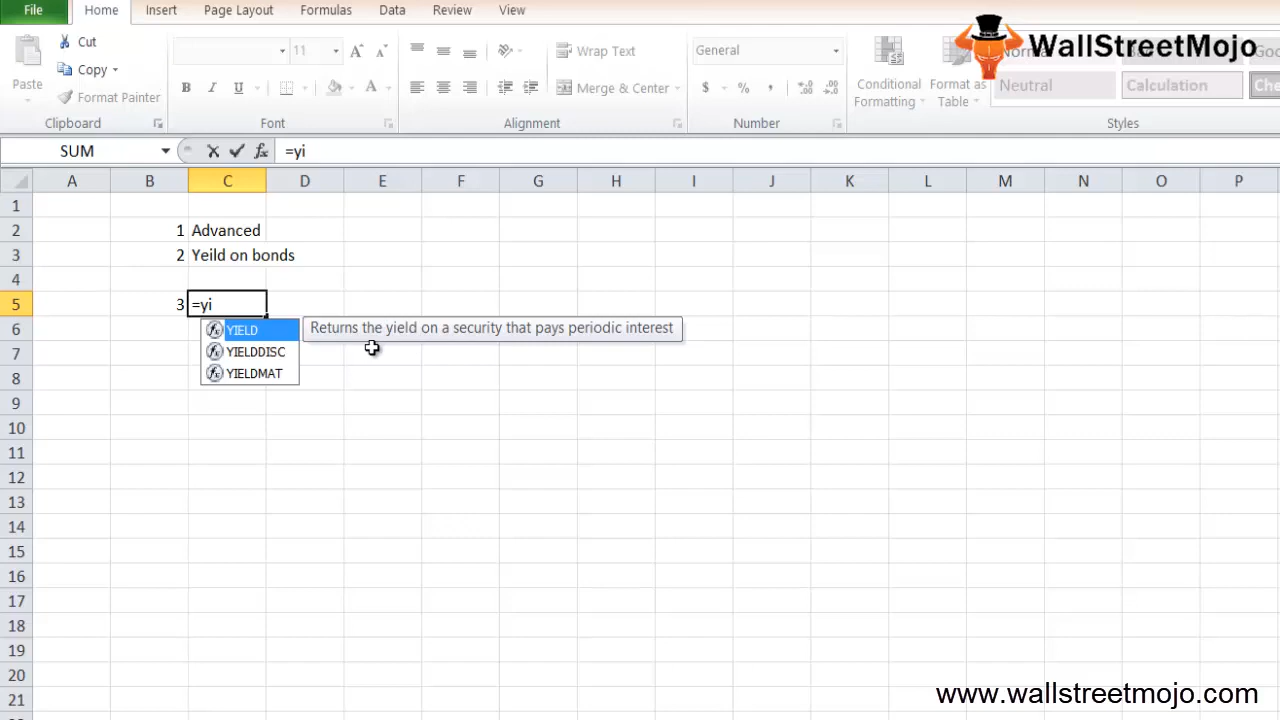 File Home Insert Page Layout Formulas Data Review View
WallStreetMojo
Cut
Copy
Format Painter
Paste
11
B I U A
Wrap Text
Merge & Center
General
$ % ,
Conditional Formatting
Format as Table
Neutral
Calculation
Clipboard Font Alignment Number Styles
SUM fx =yi
A B C D E F G H I J K L M N O P
1
2 1 Advanced
3 2 Yeild on bonds
4
5 3 =yi
6 YIELD Returns the yield on a security that pays periodic interest
7 YIELDDISC
8 YIELDMAT
9
10
11
12
13
14
15
16
17
18
19
20
21
www.wallstreetmojo.com